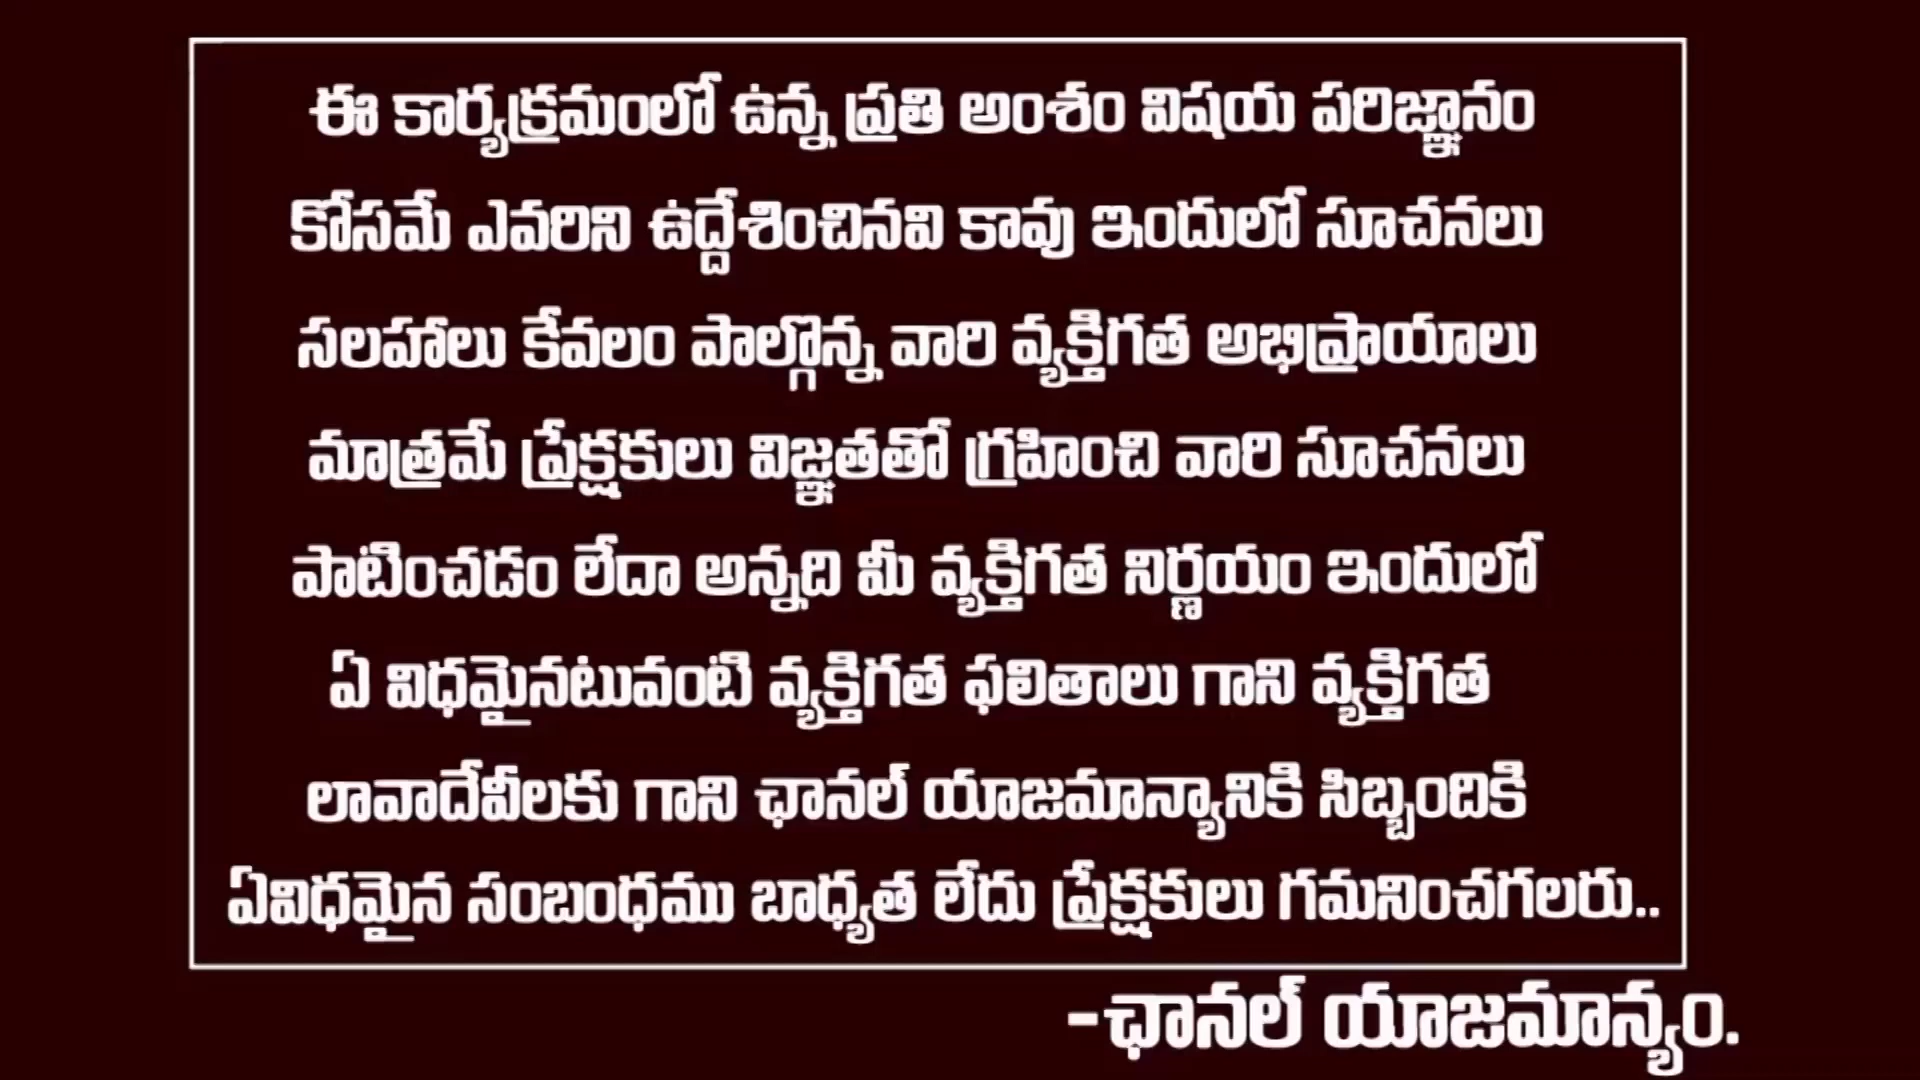 ఈ కార్యక్రమంలో ఉన్న ప్రతి అంశం విషయ పరిజ్ఞానం
కోసమే ఎవరిని ఉద్దేశించినవి కావు ఇందులో సూచనలు
సలహాలు కేవలం పాల్గొన్న వారి వ్యక్తిగత అభిప్రాయాలు
మాత్రమే ప్రేక్షకులు విజ్ఞతతో గ్రహించి వారి సూచనలు
పాటించడం లేదా అన్నది మీ వ్యక్తిగత నిర్ణయం ఇందులో
ఏ విధమైనటువంటి వ్యక్తిగత ఫలితాలు గాని వ్యక్తిగత
లావాదేవీలకు గాని ఛానల్ యాజమాన్యానికి సిబ్బందికి
ఏవిధమైన సంబంధము బాధ్యత లేదు ప్రేక్షకులు గమనించగలరు..
-ఛానల్ యాజమాన్యం.